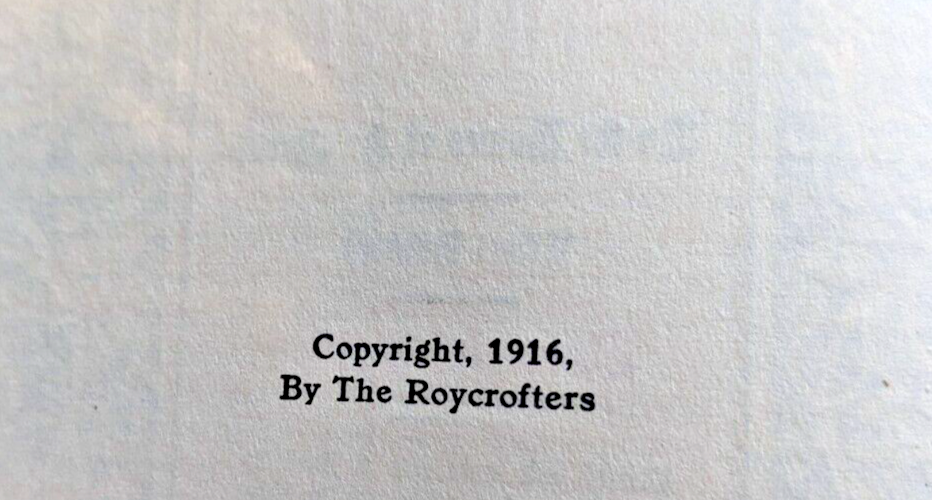 Copyright, 1916,
By The Roycrofters